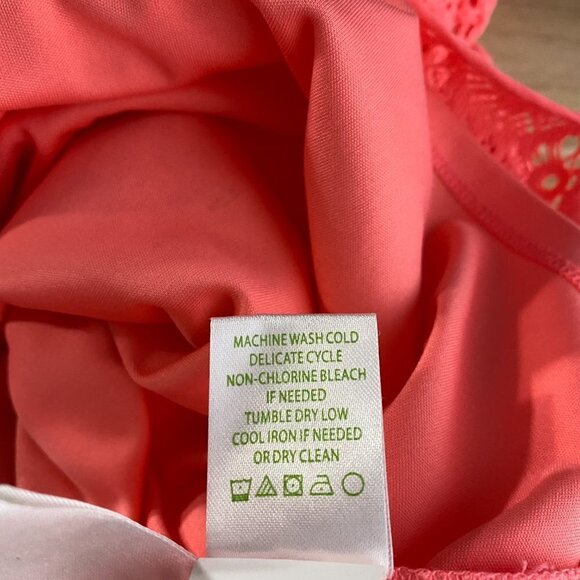 MACHINE WASH COLD
DELICATE CYCLE
NON-CHLORINE BLEACH
IF NEEDED
TUMBLE DRY LOW
COOL IRON IF NEEDED
OR DRY CLEAN